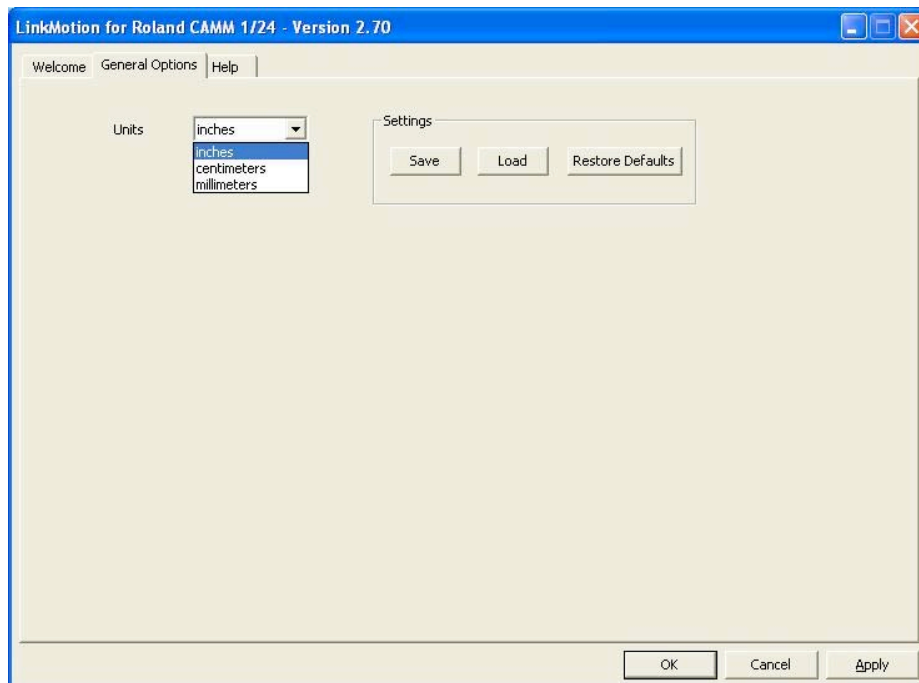 LinkMotion for Roland CAMM 1/24 - Version 2.70
Welcome
General Options
Help
Units
inches
inches
centimeters
millimeters
Settings
Save
Load
Restore Defaults
OK
Cancel
Apply